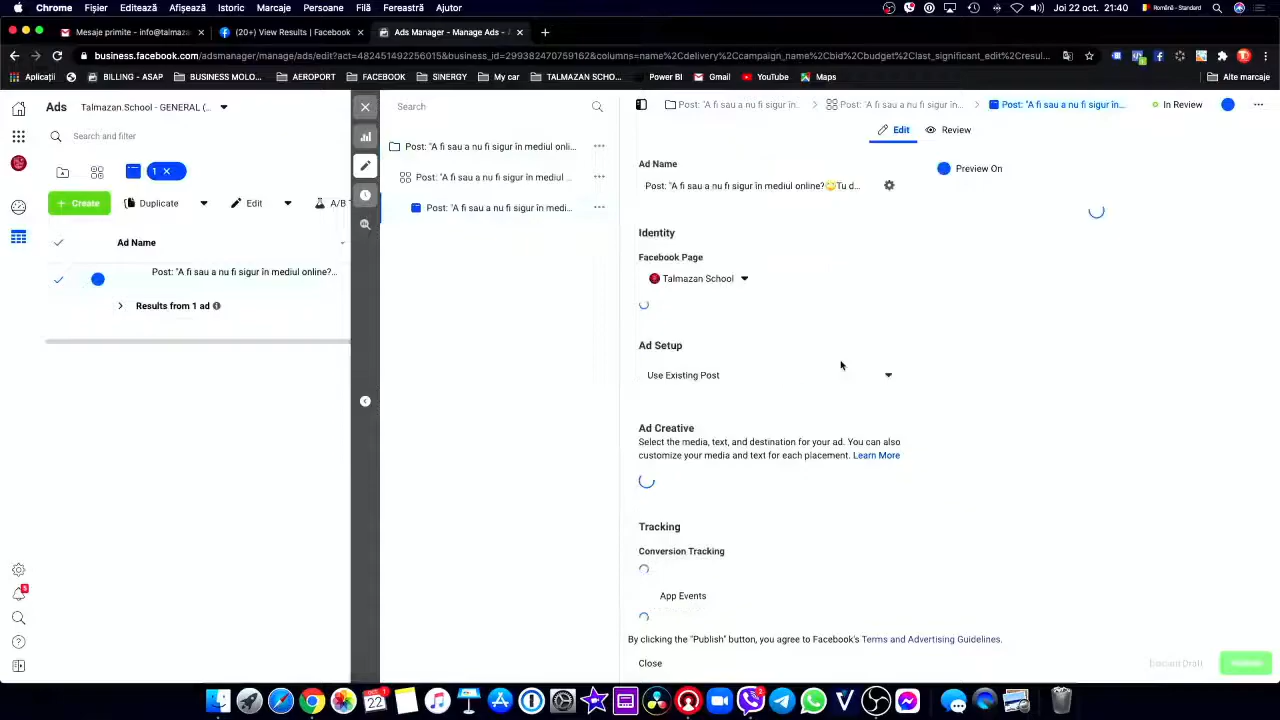 Chrome Fișier Editează Afișează Istoric Marcaje Persoane Filă Fereastră Ajutor Joi 22 oct. 21:40 Română - Standard
Mesaje primite - info@talmaza
(20+) View Results | Facebook
Ads Manager - Manage Ads - A
business.facebook.com/adsmanager/manage/ads/edit?act=482451492256015&business_id=299382470759162&columns=name%2Cdelivery%2Ccampaign_name%2Cbid%2Cbudget%2Clast_significant_edit%2Cresul...
Aplicații BILLING - ASAP BUSINESS MOLO... AEROPORT FACEBOOK SINERGY My car TALMAZAN SCHO... Power BI Gmail YouTube Maps Alte marcaje
Ads Talmazan.School - GENERAL (...
Search and filter
1
Create Duplicate Edit A/B T
Ad Name
Post: "A fi sau a nu fi sigur în mediul online?...
Results from 1 ad
3
Search
Post: "A fi sau a nu fi sigur în mediul onli...
Post: "A fi sau a nu fi sigur în mediul ...
Post: "A fi sau a nu fi sigur în medi...
Post: "A fi sau a nu fi sigur în.. Post: "A fi sau a nu fi sigur în... Post: "A fi sau a nu fi sigur în... In Review
Edit Review
Ad Name
Post: "A fi sau a nu fi sigur în mediul online?🙄Tu d...
Preview On
Identity
Facebook Page
Talmazan School
Ad Setup
Use Existing Post
Ad Creative
Select the media, text, and destination for your ad. You can also
customize your media and text for each placement. Learn More
Tracking
Conversion Tracking
App Events
By clicking the "Publish" button, you agree to Facebook's Terms and Advertising Guidelines.
Close Discard Draft Publish
OCT 22